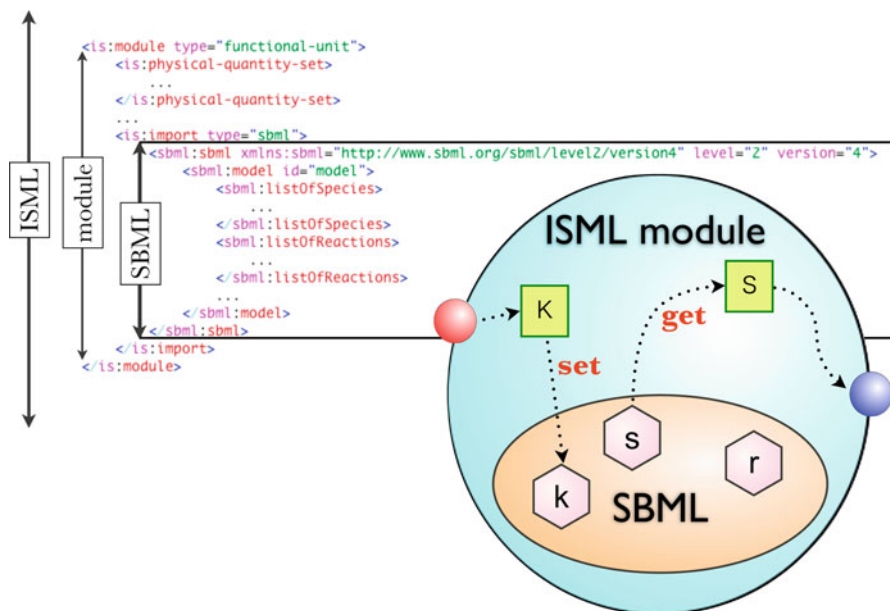 <is:module type="functional-unit">
<is:physical-quantity-set>
...
</is:physical-quantity-set>
...
<is:import type="sbml">
<sbml:sbml xmlns:sbml="http://www.sbml.org/sbml/level2/version4" level="2" version="4">
<sbml:model id="model">
<sbml:listOfSpecies>
...
</sbml:listOfSpecies>
<sbml:listOfReactions>
...
</sbml:listOfReactions>
...
</sbml:model>
</sbml:sbml>
</is:import>
</is:module>
ISML
module
SBML
ISML module
K
S
get
set
s
r
k
SBML